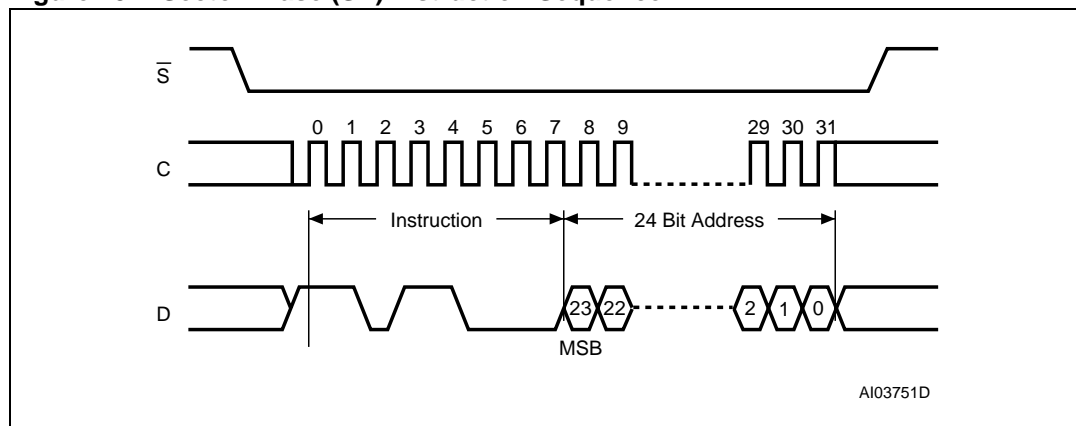 S
0 1 2 3 4 5 6 7 8 9 29 30 31
C
Instruction 24 Bit Address
D
23 22 2 1 0
MSB
AI03751D